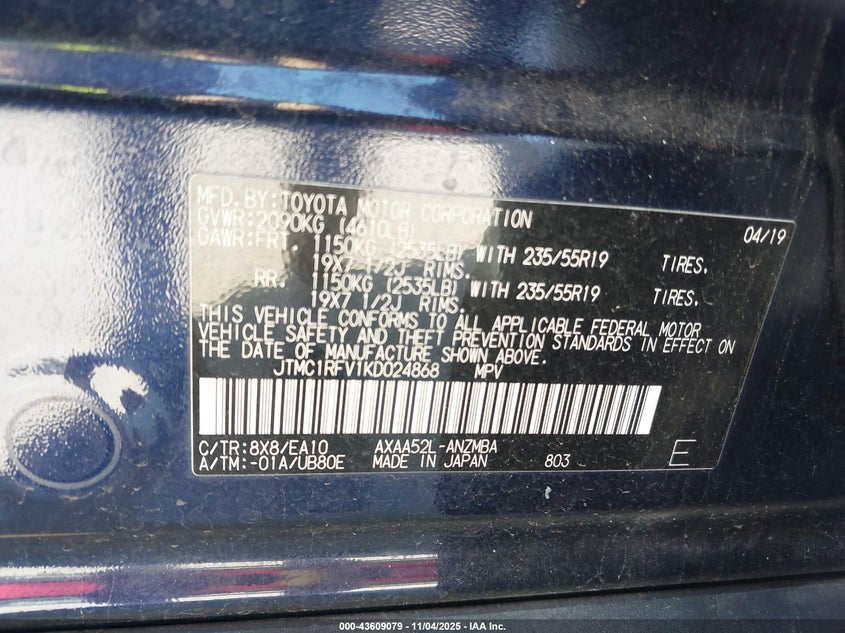 MFD.BY:TOYOTA MOTOR CORPORATION 04/19
GVWR:2090KG (4610LB)
GAWR:FRT. 1150KG (2535LB) WITH 235/55R19 TIRES.
19X7 1/2J RIMS.
RR. 1150KG (2535LB) WITH 235/55R19 TIRES.
19X7 1/2J RIMS.
THIS VEHICLE CONFORMS TO ALL APPLICABLE FEDERAL MOTOR
VEHICLE SAFETY AND THEFT PREVENTION STANDARDS IN EFFECT ON
THE DATE OF MANUFACTURE SHOWN ABOVE.
JTMC1RFV1KD024868 MPV
C/TR:8X8/EA10 AXAA52L-ANZMBA
A/TM:-01A/UB80E MADE IN JAPAN 803 E
000-43609079 - 11/04/2025 - IAA Inc.